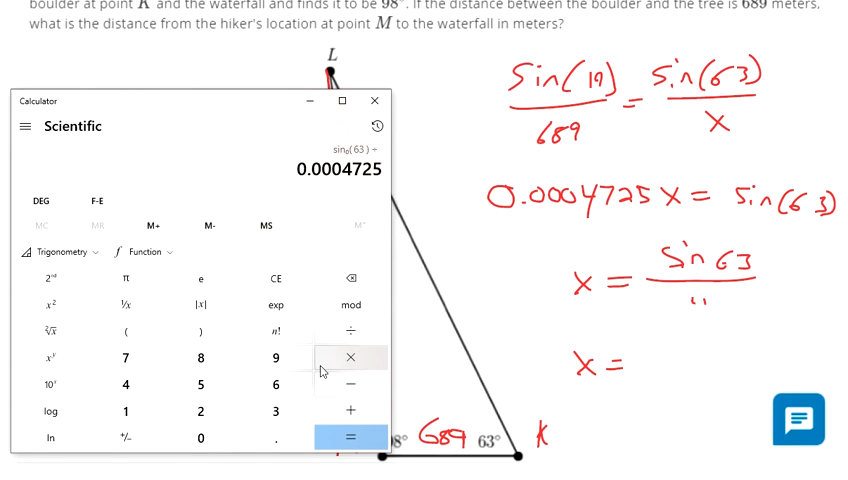 boulder at point K and the waterfall and finds it to be 98°. If the distance between the boulder and the tree is 689 meters,
what is the distance from the hiker's location at point M to the waterfall in meters?
L
Calculator
Scientific
sin₀(63) ÷
0.0004725
DEG F-E
MC MR M+ M- MS M˅
Trigonometry ƒ Function
2ⁿᵈ π e CE
x² ¹/x |x| exp mod
²√x ( ) n! ÷
xʸ 7 8 9 ×
10ˣ 4 5 6 −
log 1 2 3 +
ln +/− 0 . =
sin(19) = sin(63)
689 x
0.0004725 x = sin(63)
x = sin 63
"
x =
8° 689 63° K